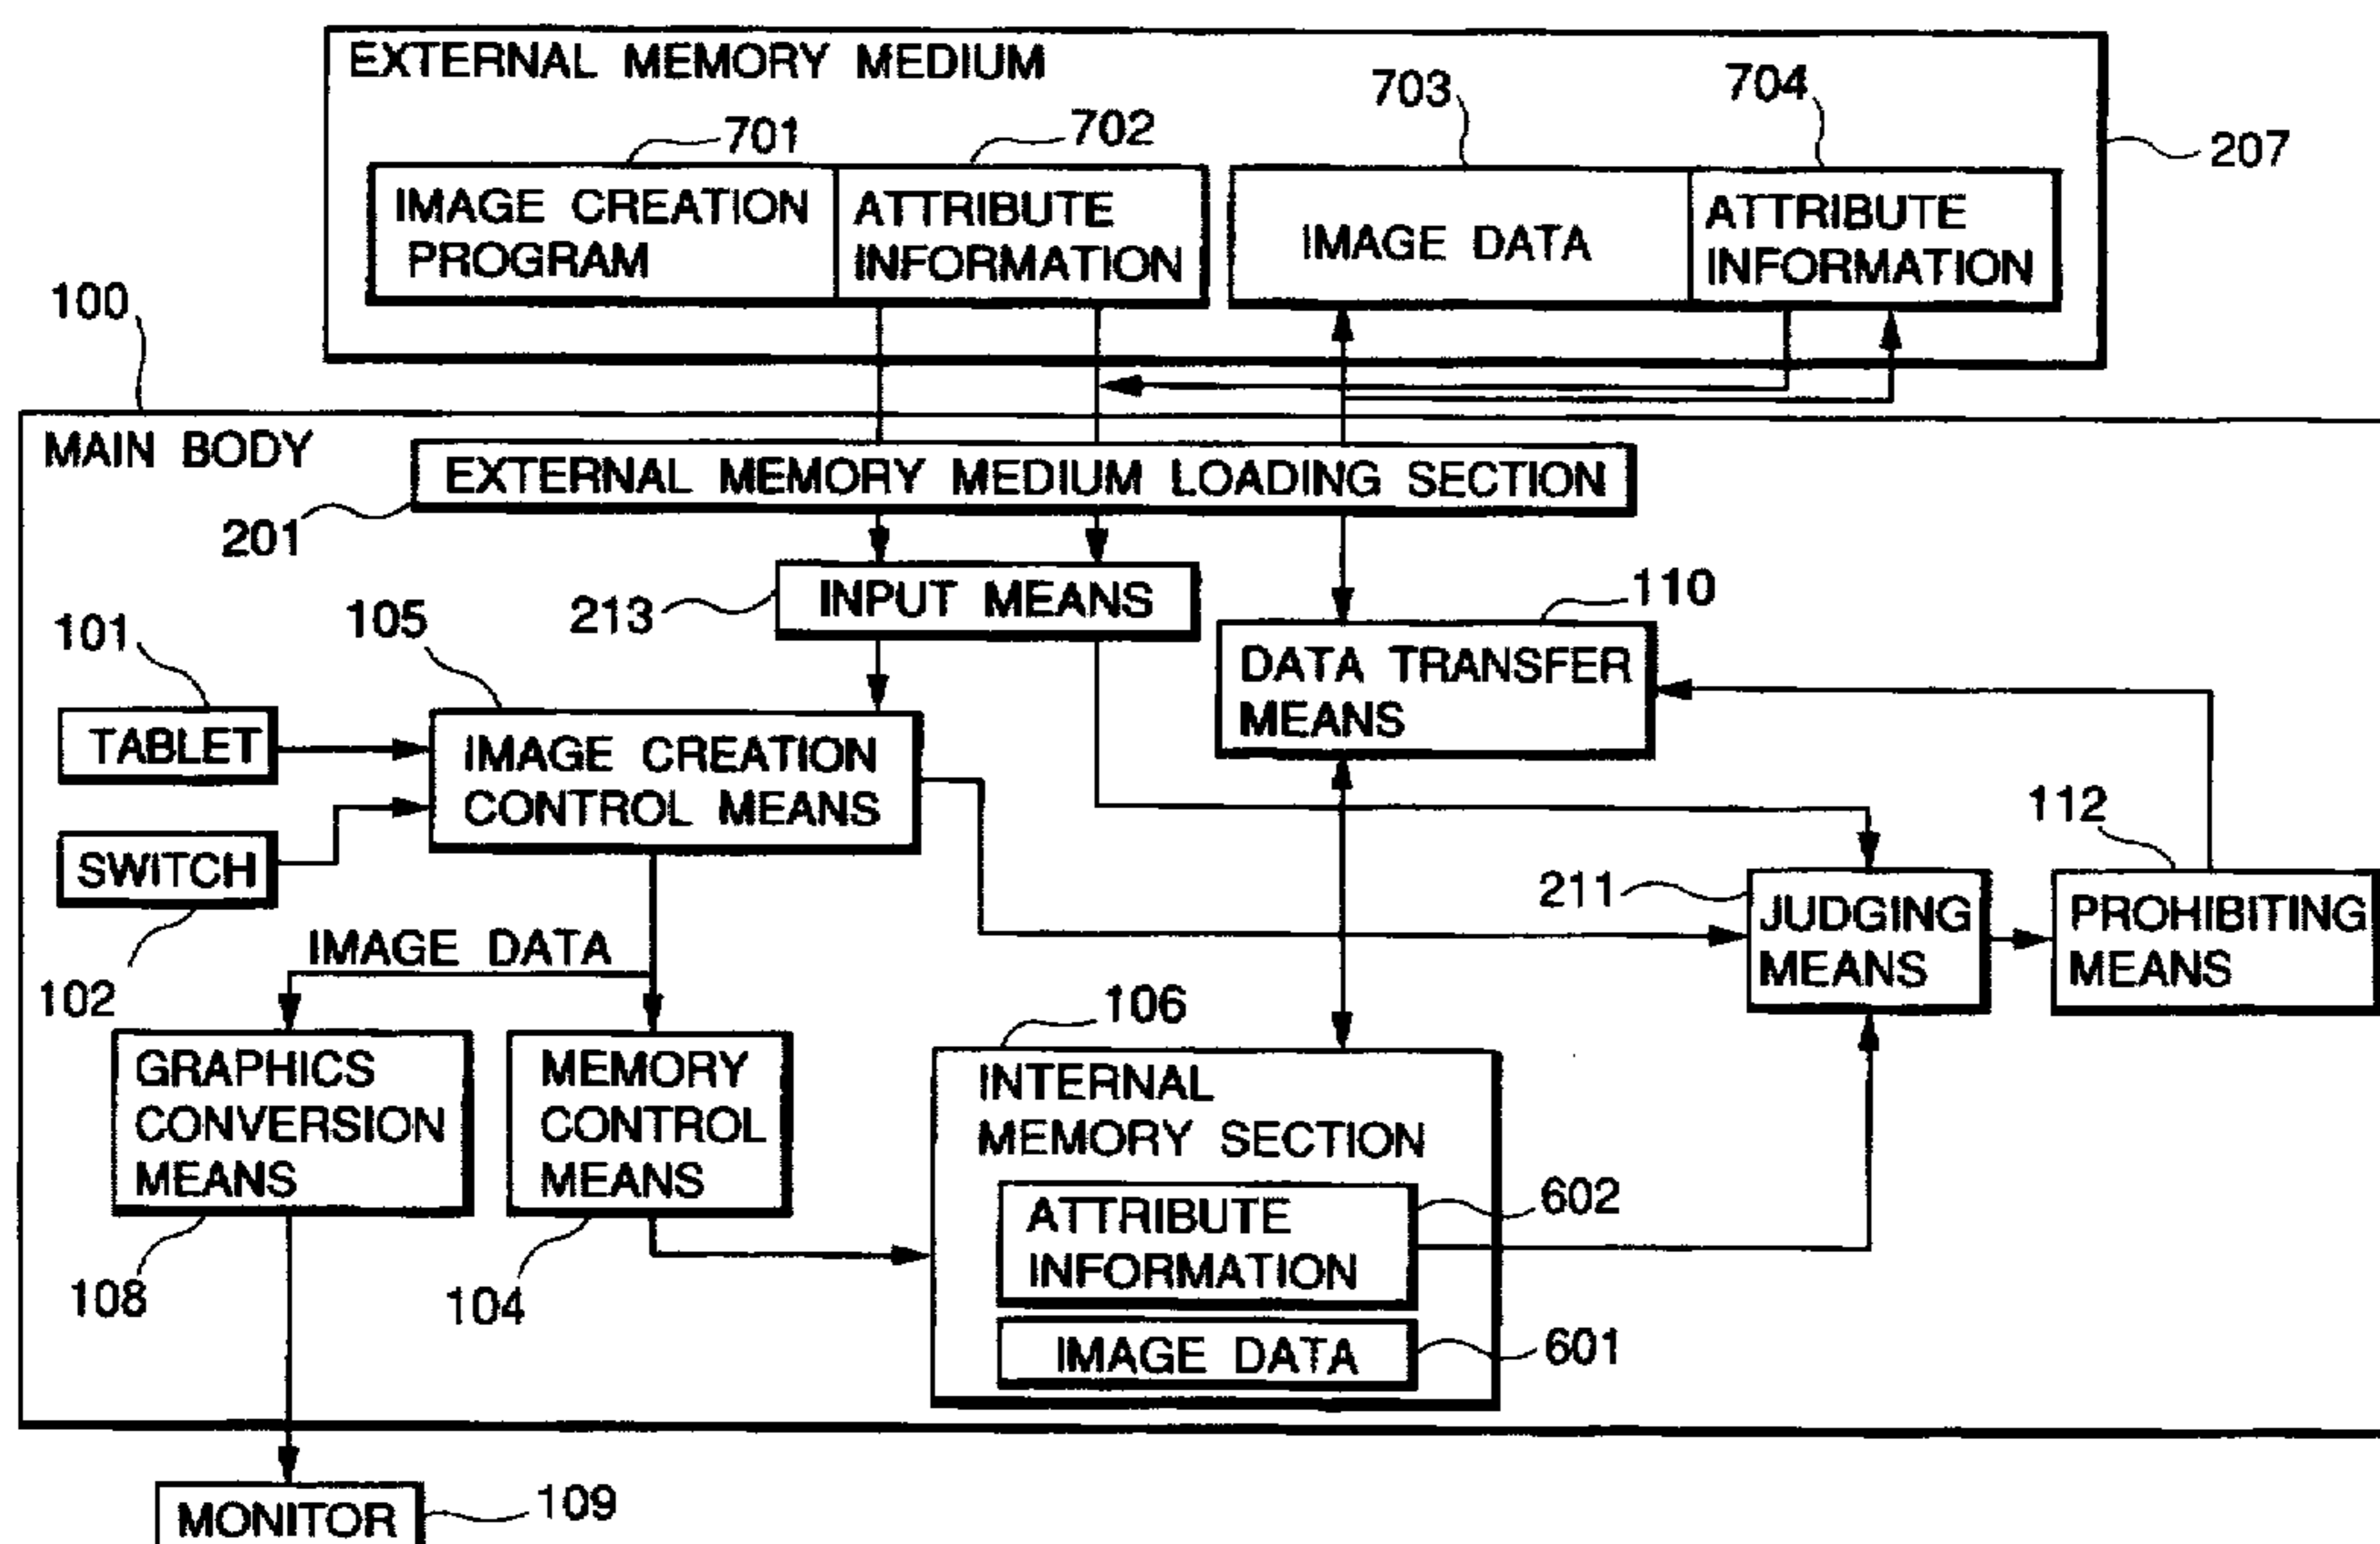 EXTERNAL MEMORY MEDIUM
701
702
703
704
207
IMAGE CREATION
PROGRAM
ATTRIBUTE
INFORMATION
IMAGE DATA
ATTRIBUTE
INFORMATION
100
MAIN BODY
EXTERNAL MEMORY MEDIUM LOADING SECTION
201
INPUT MEANS
213
110
DATA TRANSFER
MEANS
101
105
TABLET
IMAGE CREATION
CONTROL MEANS
SWITCH
102
112
211
JUDGING
MEANS
PROHIBITING
MEANS
IMAGE DATA
GRAPHICS
CONVERSION
MEANS
108
MEMORY
CONTROL
MEANS
104
106
INTERNAL
MEMORY SECTION
ATTRIBUTE
INFORMATION
602
IMAGE DATA
601
MONITOR
109